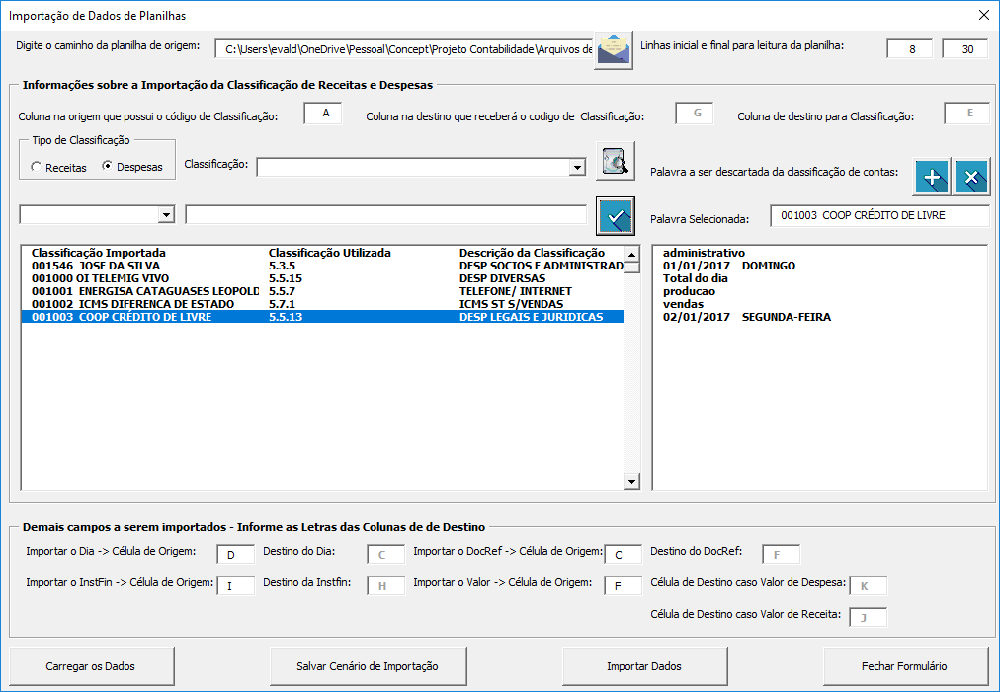 Importação de Dados de Planilhas
Digite o caminho da planilha de origem: C:\Users\evald\OneDrive\Pessoal\Concept\Projeto Contabilidade\Arquivos de Linhas inicial e final para leitura da planilha: 8 30
Informações sobre a Importação da Classificação de Receitas e Despesas
Coluna na origem que possui o código de Classificação: A Coluna na destino que receberá o codigo de Classificação: G Coluna de destino para Classificação: E
Tipo de Classificação
Receitas Despesas Classificação: Palavra a ser descartada da classificação de contas:
Palavra Selecionada: 001003 COOP CRÉDITO DE LIVRE
Classificação Importada Classificação Utilizada Descrição da Classificação
001546 JOSE DA SILVA 5.3.5 DESP SOCIOS E ADMINISTRAD
001000 OI TELEMIG VIVO 5.5.15 DESP DIVERSAS
001001 ENERGISA CATAGUASES LEOPOLD 5.5.7 TELEFONE/ INTERNET
001002 ICMS DIFERENCA DE ESTADO 5.7.1 ICMS ST S/VENDAS
001003 COOP CRÉDITO DE LIVRE 5.5.13 DESP LEGAIS E JURIDICAS
administrativo
01/01/2017 DOMINGO
Total do dia
producao
vendas
02/01/2017 SEGUNDA-FEIRA
Demais campos a serem importados - Informe as Letras das Colunas de de Destino
Importar o Dia -> Célula de Origem: D Destino do Dia: C Importar o DocRef -> Célula de Origem: C Destino do DocRef: F
Importar o InstFin -> Célula de Origem: I Destino da Instfin: H Importar o Valor -> Célula de Origem: F Célula de Destino caso Valor de Despesa: K
Célula de Destino caso Valor de Receita: J
Carregar os Dados Salvar Cenário de Importação Importar Dados Fechar Formulário